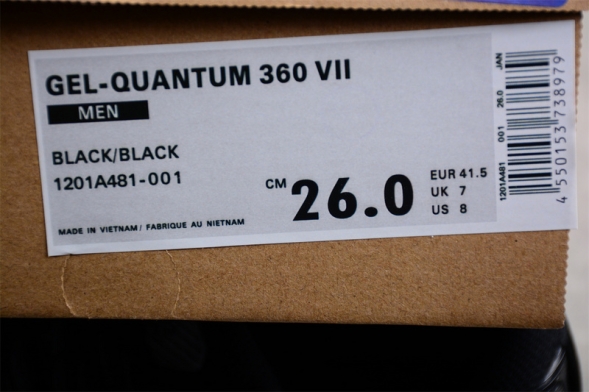 GEL-QUANTUM 360 VII
MEN
BLACK/BLACK
1201A481-001
MADE IN VIETNAM / FABRIQUE AU NIETNAM
CM 26.0
EUR 41.5
UK 7
US 8
1201A481 001 26.0 JAN
4550153738979